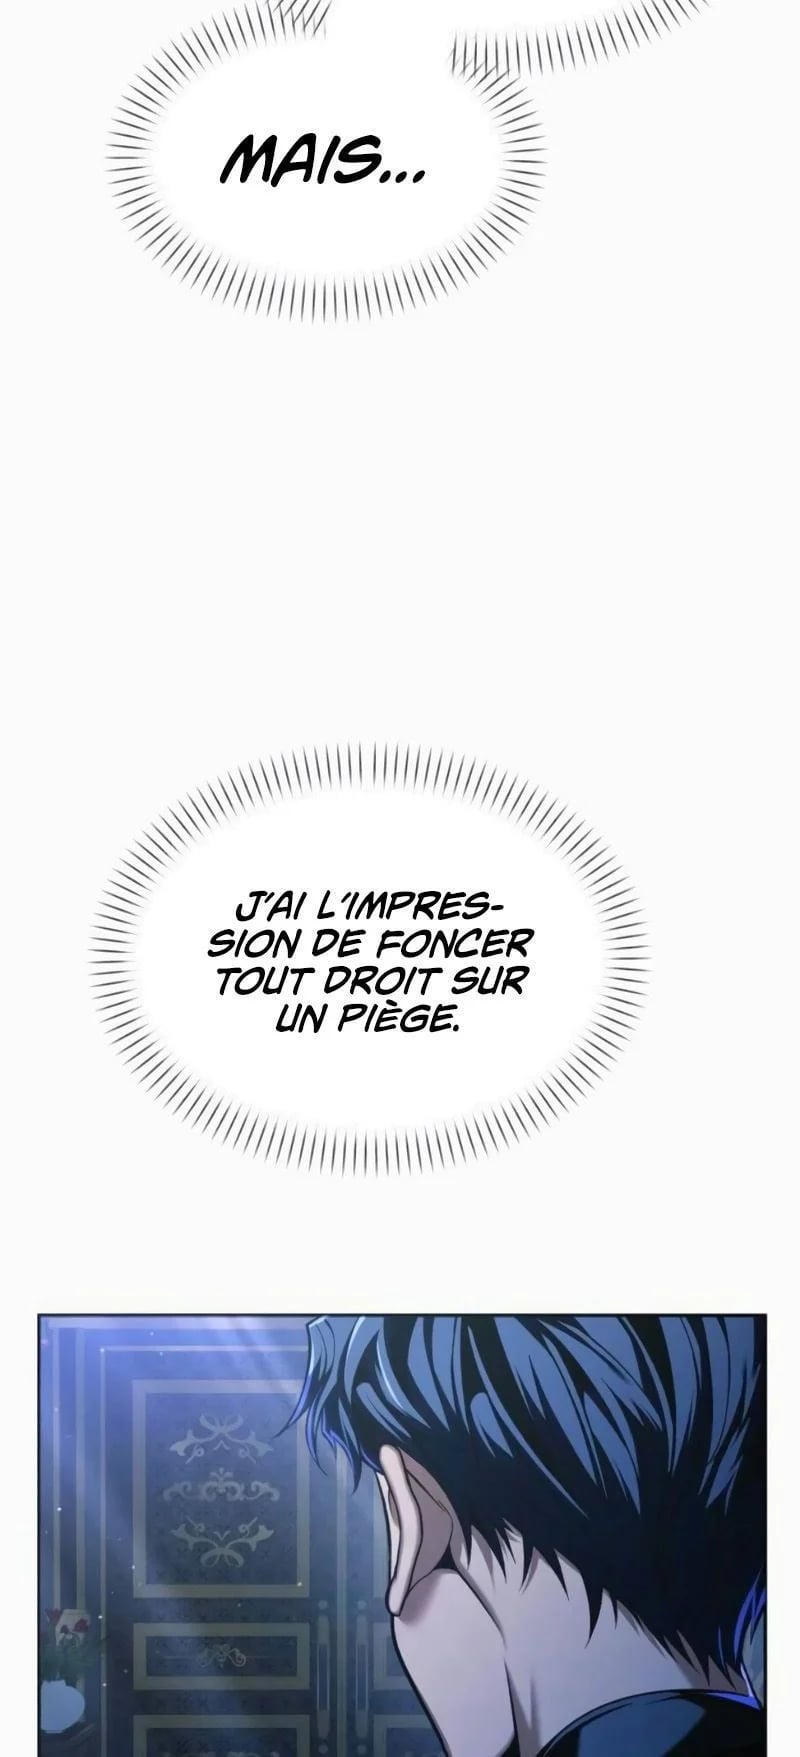 MAIS...
J'AI L'IMPRES-
SION DE FONCER
TOUT DROIT SUR
UN PIÈGE.